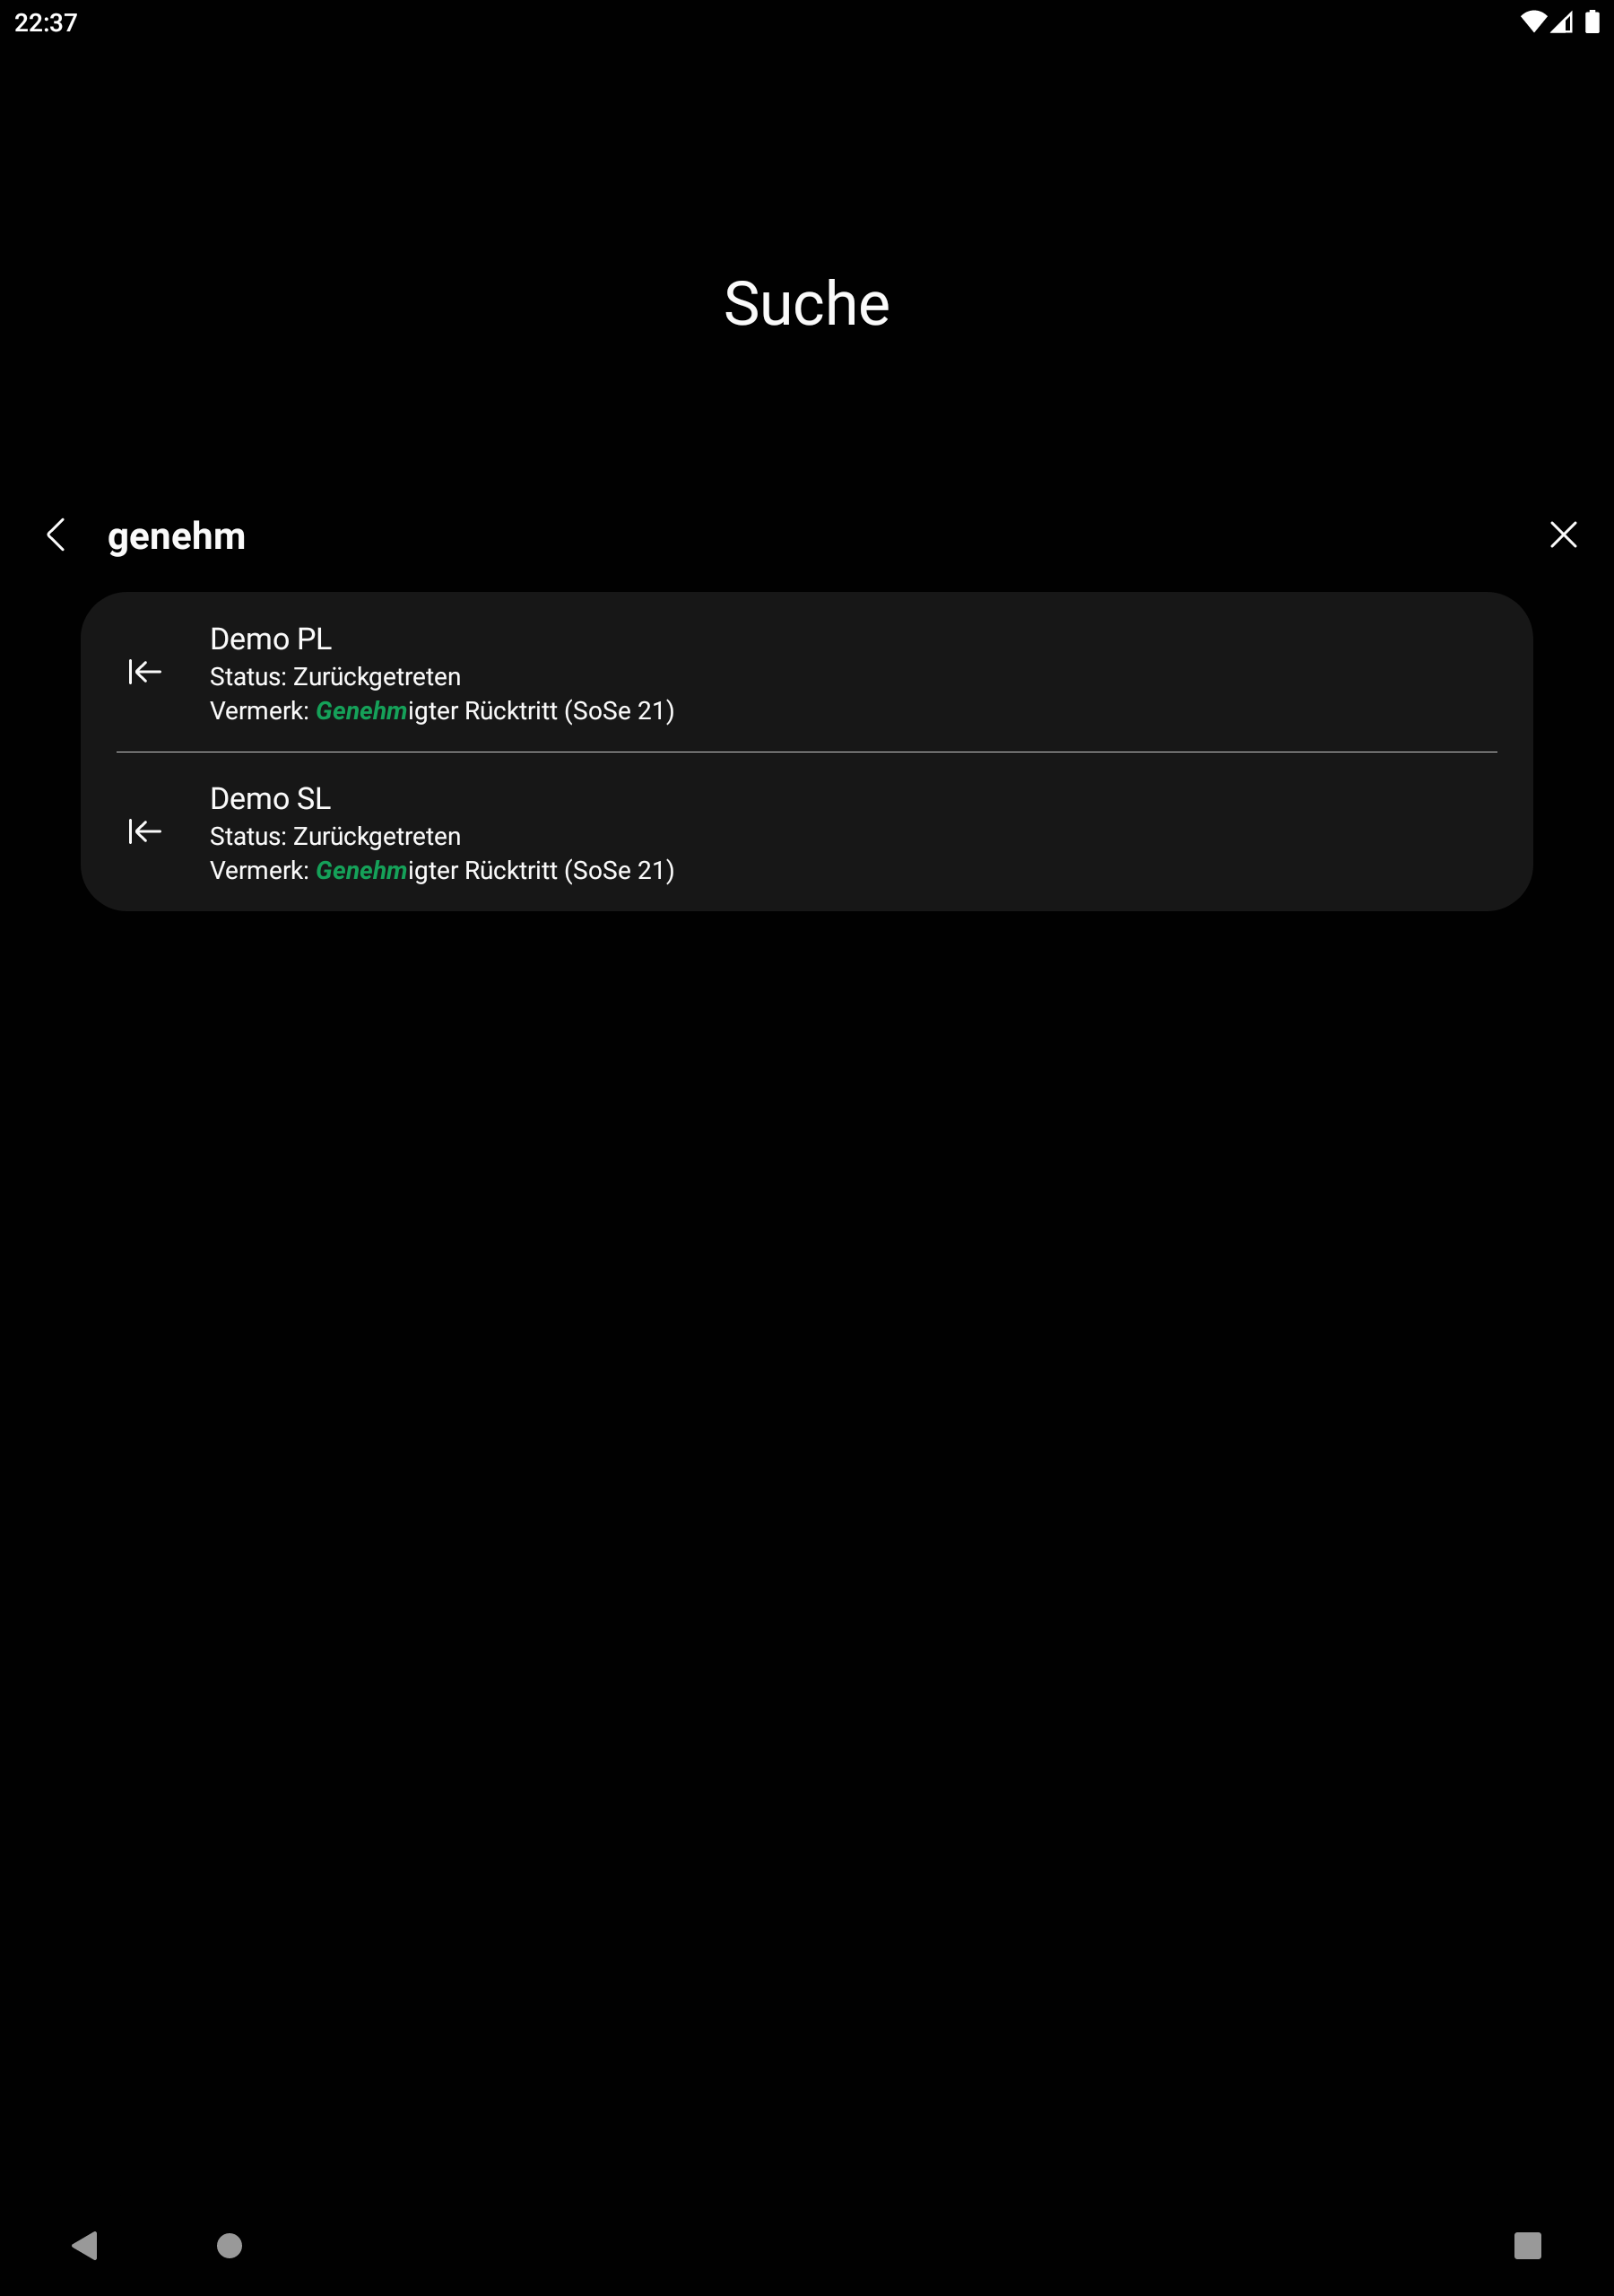 22:37
Suche
genehm
Demo PL
Status: Zurückgetreten
Vermerk: Genehmigter Rücktritt (SoSe 21)
Demo SL
Status: Zurückgetreten
Vermerk: Genehmigter Rücktritt (SoSe 21)